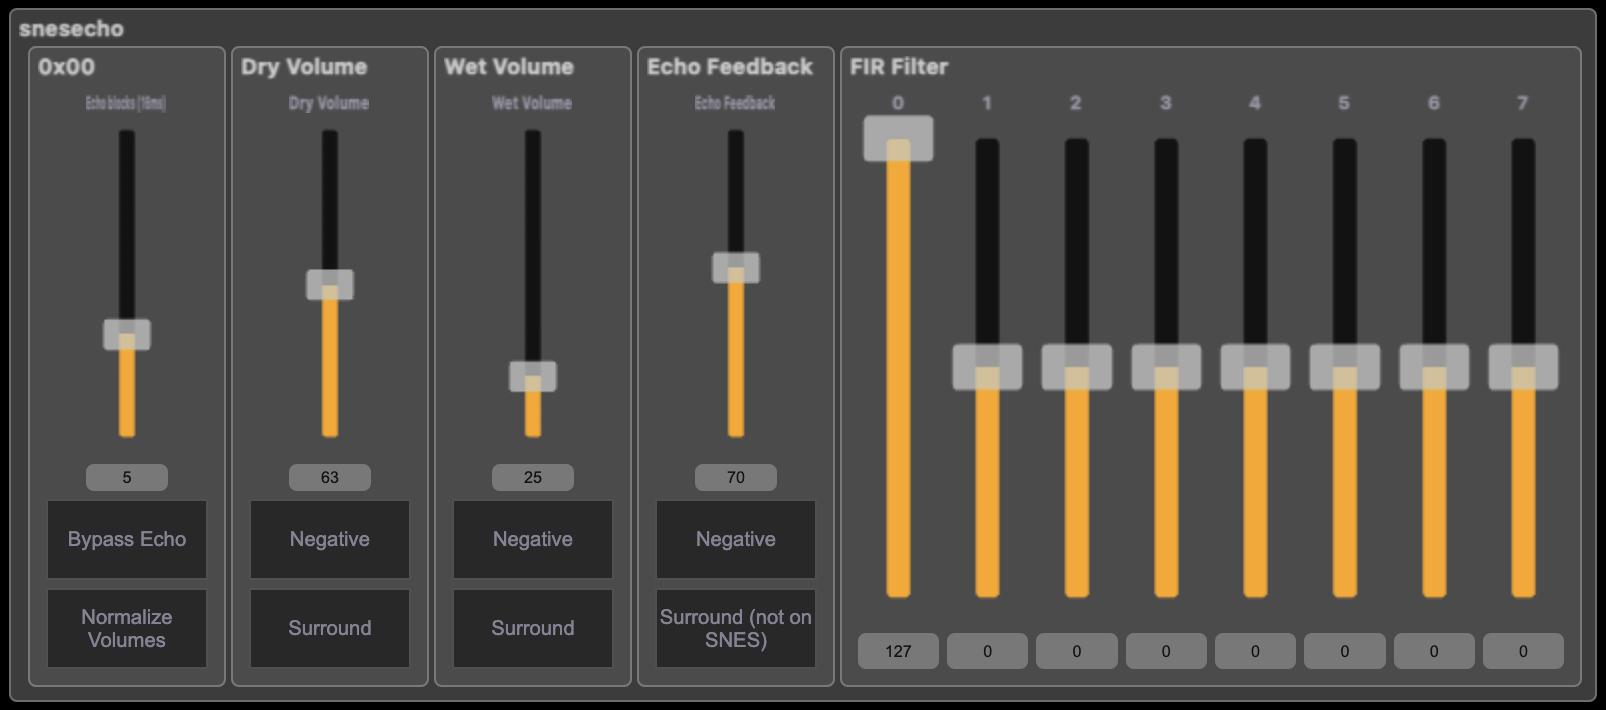 snesecho
0x00
Echo blocks (16ms)
5
Bypass Echo
Normalize
Volumes
Dry Volume
Dry Volume
63
Negative
Surround
Wet Volume
Wet Volume
25
Negative
Surround
Echo Feedback
Echo Feedback
70
Negative
Surround (not on
SNES)
FIR Filter
0 1 2 3 4 5 6 7
127 0 0 0 0 0 0 0